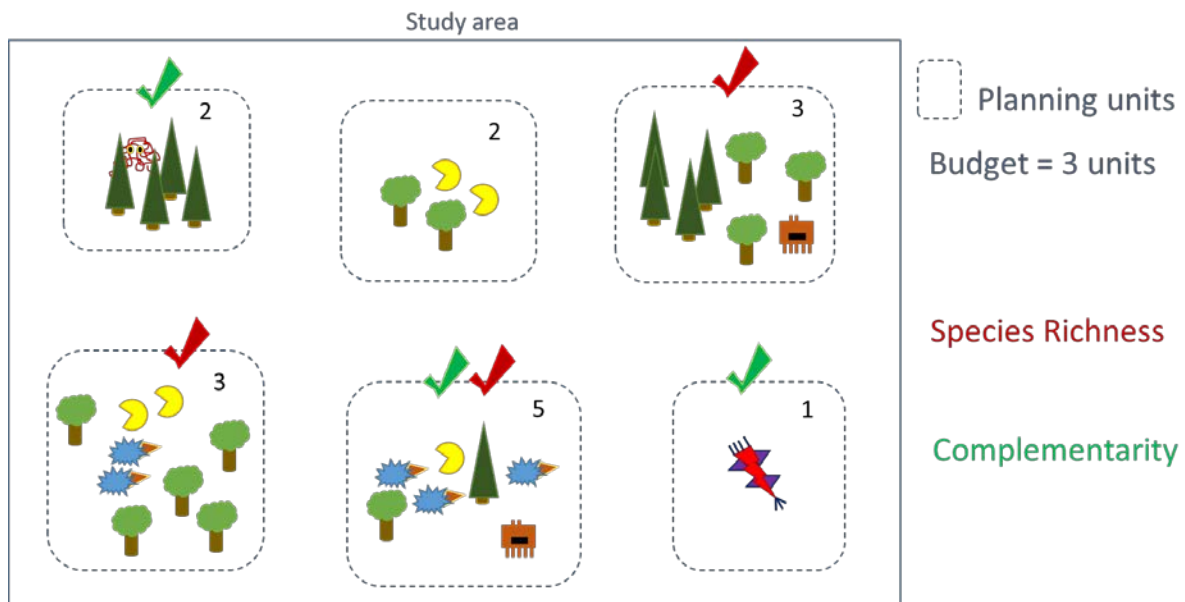 Study area
2
2
3
Planning units
Budget = 3 units
3
5
1
Species Richness
Complementarity